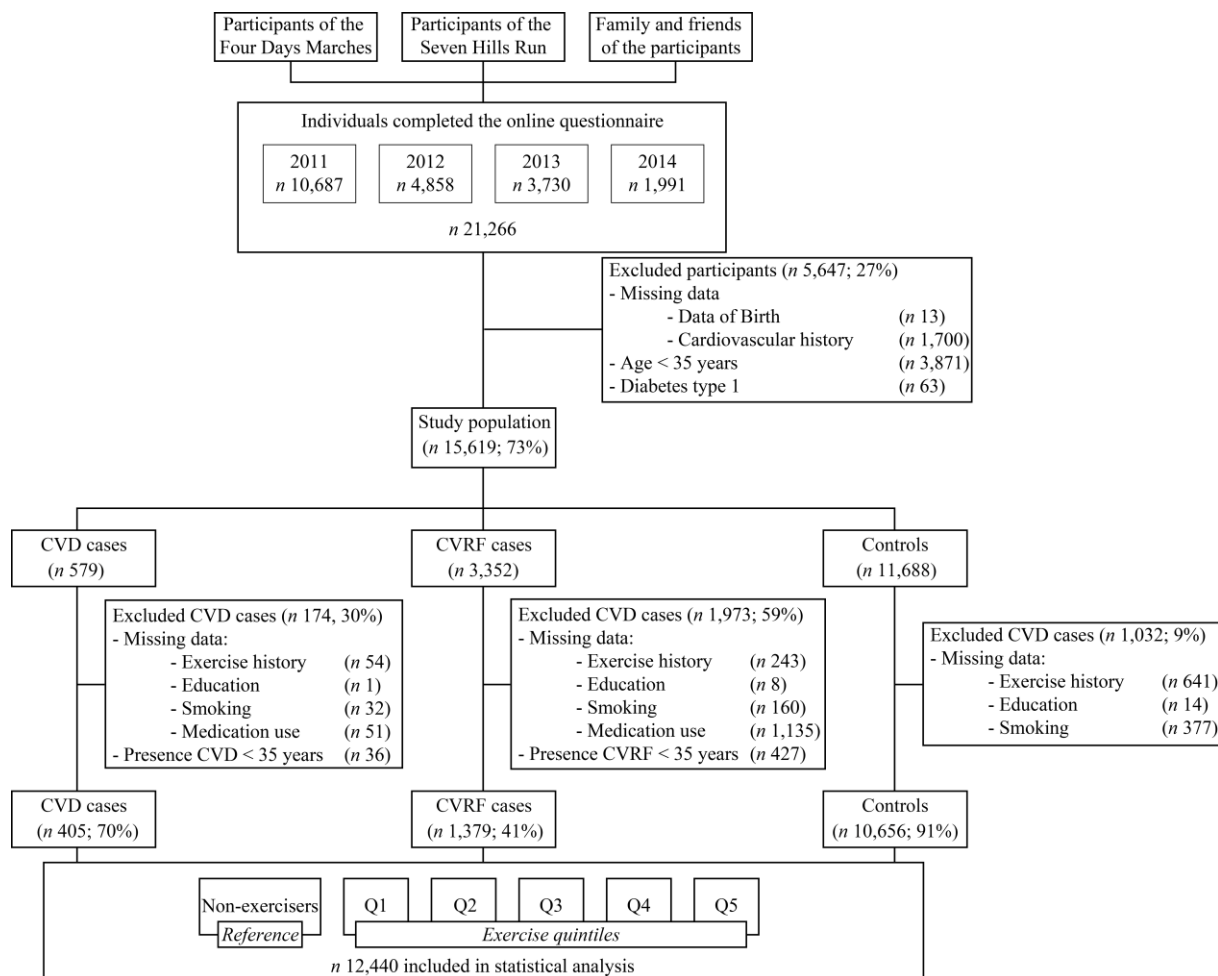 Participants of the
Four Days Marches
Participants of the
Seven Hills Run
Family and friends
of the participants
Individuals completed the online questionnaire
2011
n 10,687
2012
n 4,858
2013
n 3,730
2014
n 1,991
n 21,266
Excluded participants (n 5,647; 27%)
- Missing data
- Data of Birth (n 13)
- Cardiovascular history (n 1,700)
- Age < 35 years (n 3,871)
- Diabetes type 1 (n 63)
Study population
(n 15,619; 73%)
CVD cases
(n 579)
CVRF cases
(n 3,352)
Controls
(n 11,688)
Excluded CVD cases (n 174, 30%)
- Missing data:
- Exercise history (n 54)
- Education (n 1)
- Smoking (n 32)
- Medication use (n 51)
- Presence CVD < 35 years (n 36)
Excluded CVD cases (n 1,973; 59%)
- Missing data:
- Exercise history (n 243)
- Education (n 8)
- Smoking (n 160)
- Medication use (n 1,135)
- Presence CVRF < 35 years (n 427)
Excluded CVD cases (n 1,032; 9%)
- Missing data:
- Exercise history (n 641)
- Education (n 14)
- Smoking (n 377)
CVD cases
(n 405; 70%)
CVRF cases
(n 1,379; 41%)
Controls
(n 10,656; 91%)
Non-exercisers
Reference
Q1
Q2
Q3
Q4
Q5
Exercise quintiles
n 12,440 included in statistical analysis